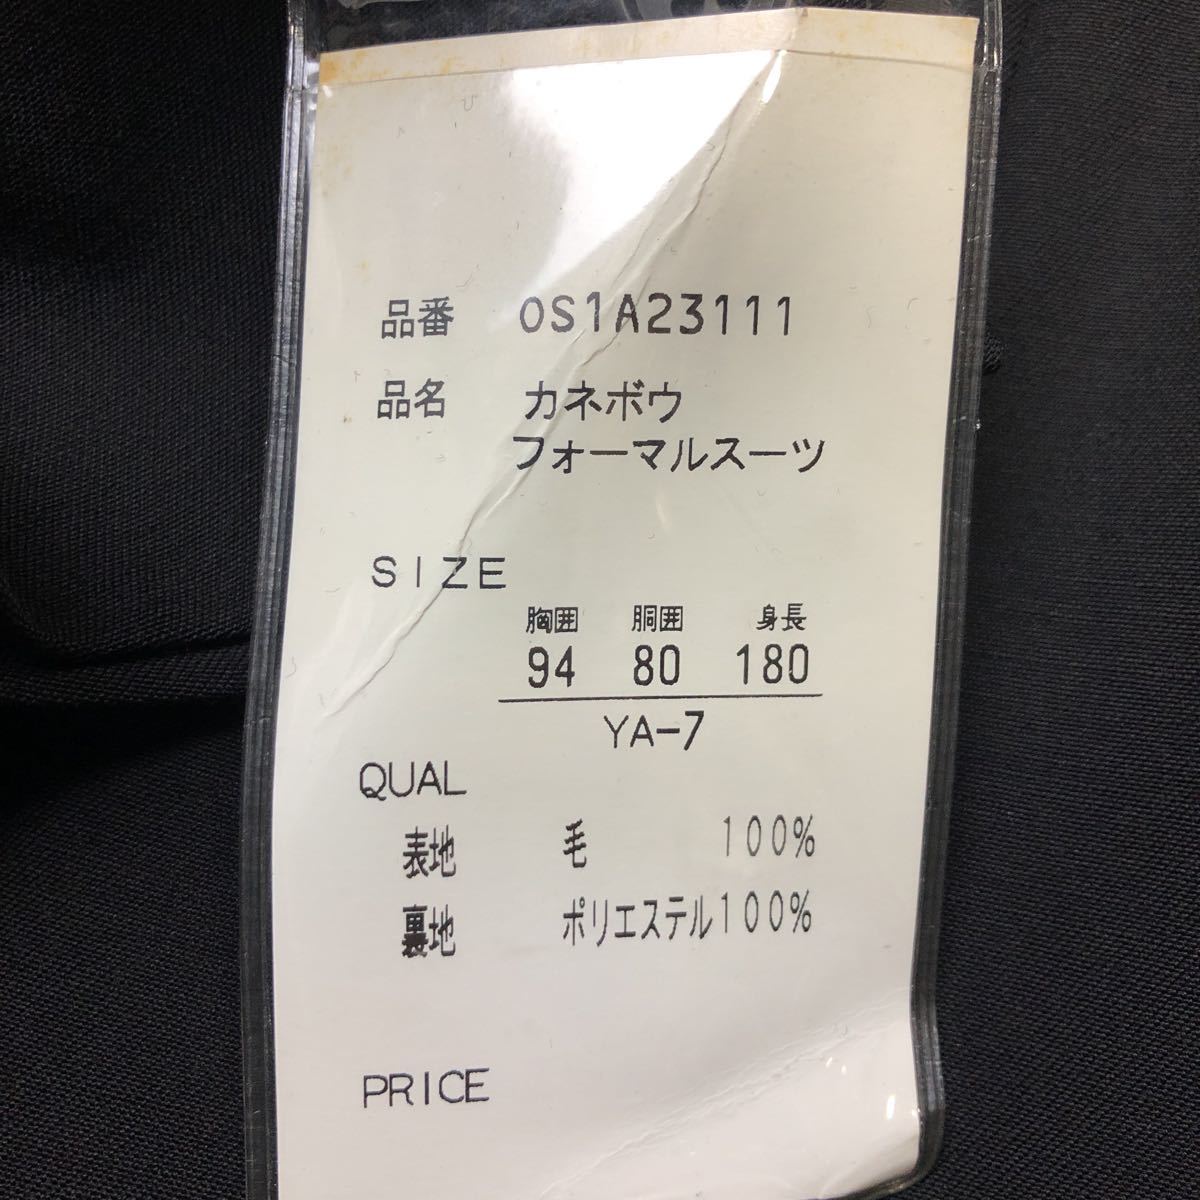 品番 0S1A23111
品名 カネボウ
フォーマルスーツ
SIZE
胸囲 胴囲 身長
94 80 180
YA-7
QUAL
表地 毛 100%
裏地 ポリエステル100%
PRICE